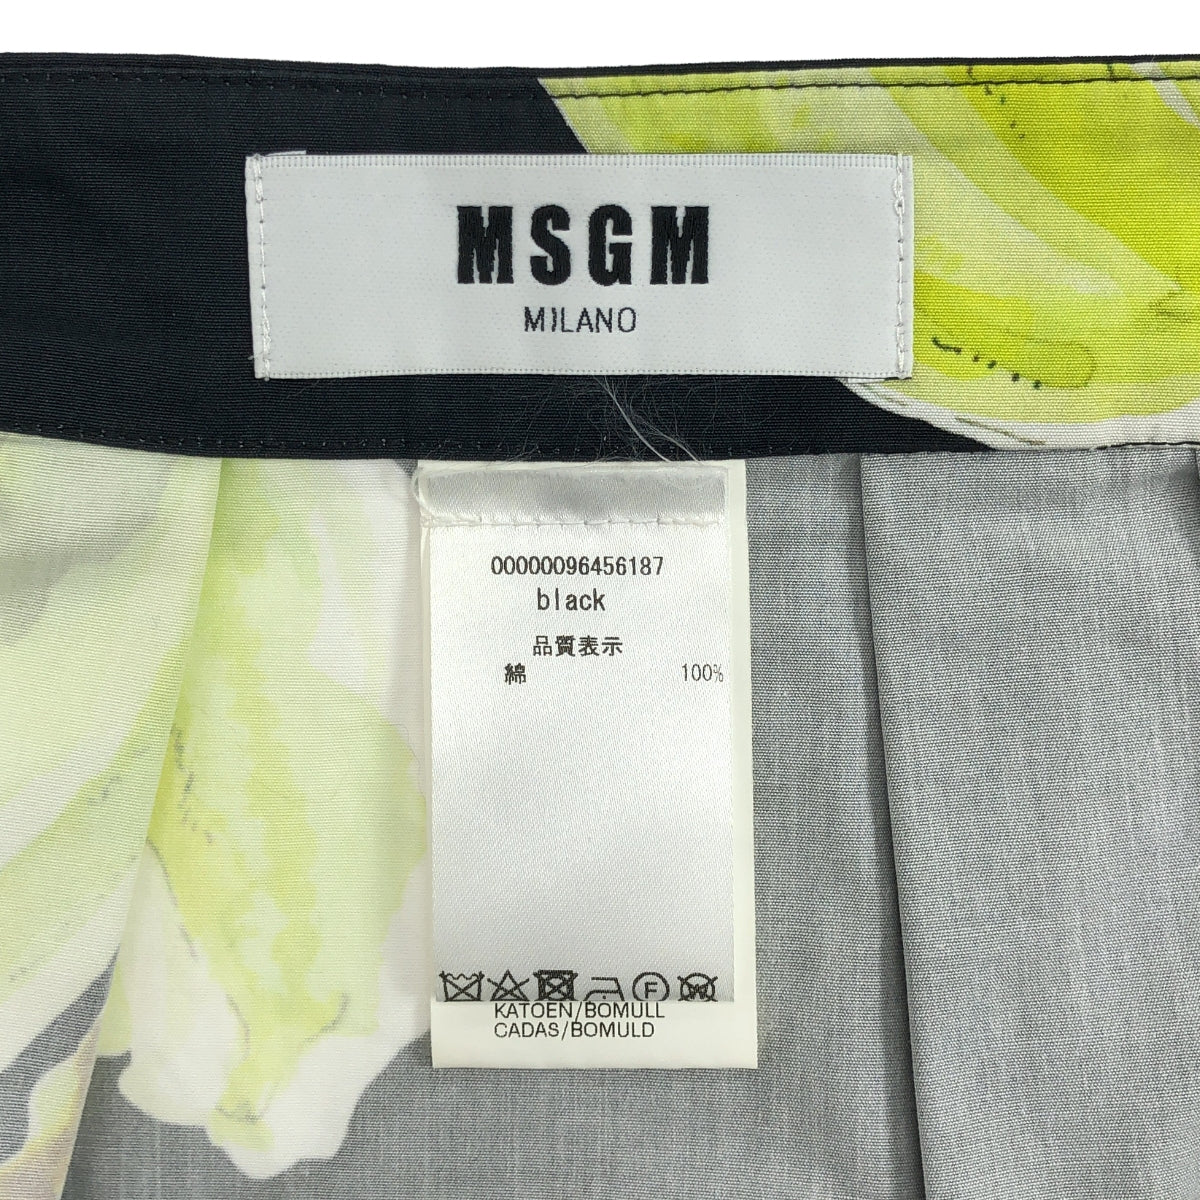 MSGM
MILANO
00000096456187
black
品質表示
綿 100%
F
W
KATOEN/BOMULL
CADAS/BOMULD